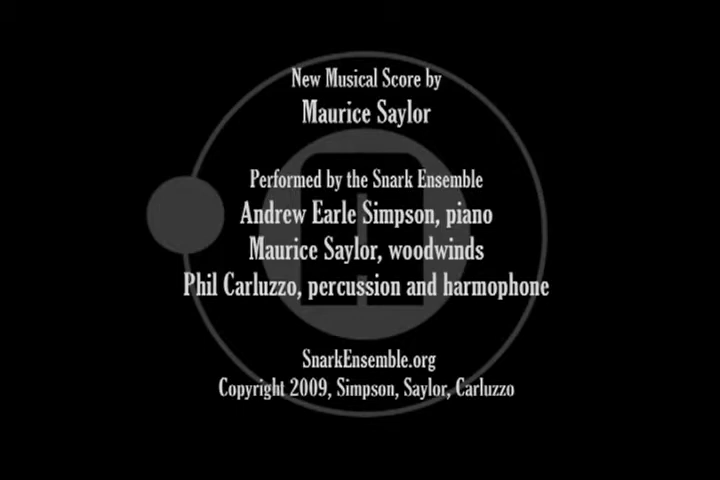 New Musical Score by
Maurice Saylor
Performed by the Snark Ensemble
Andrew Earle Simpson, piano
Maurice Saylor, woodwinds
Phil Carluzzo, percussion and harmophone
SnarkEnsemble.org
Copyright 2009, Simpson, Saylor, Carluzzo